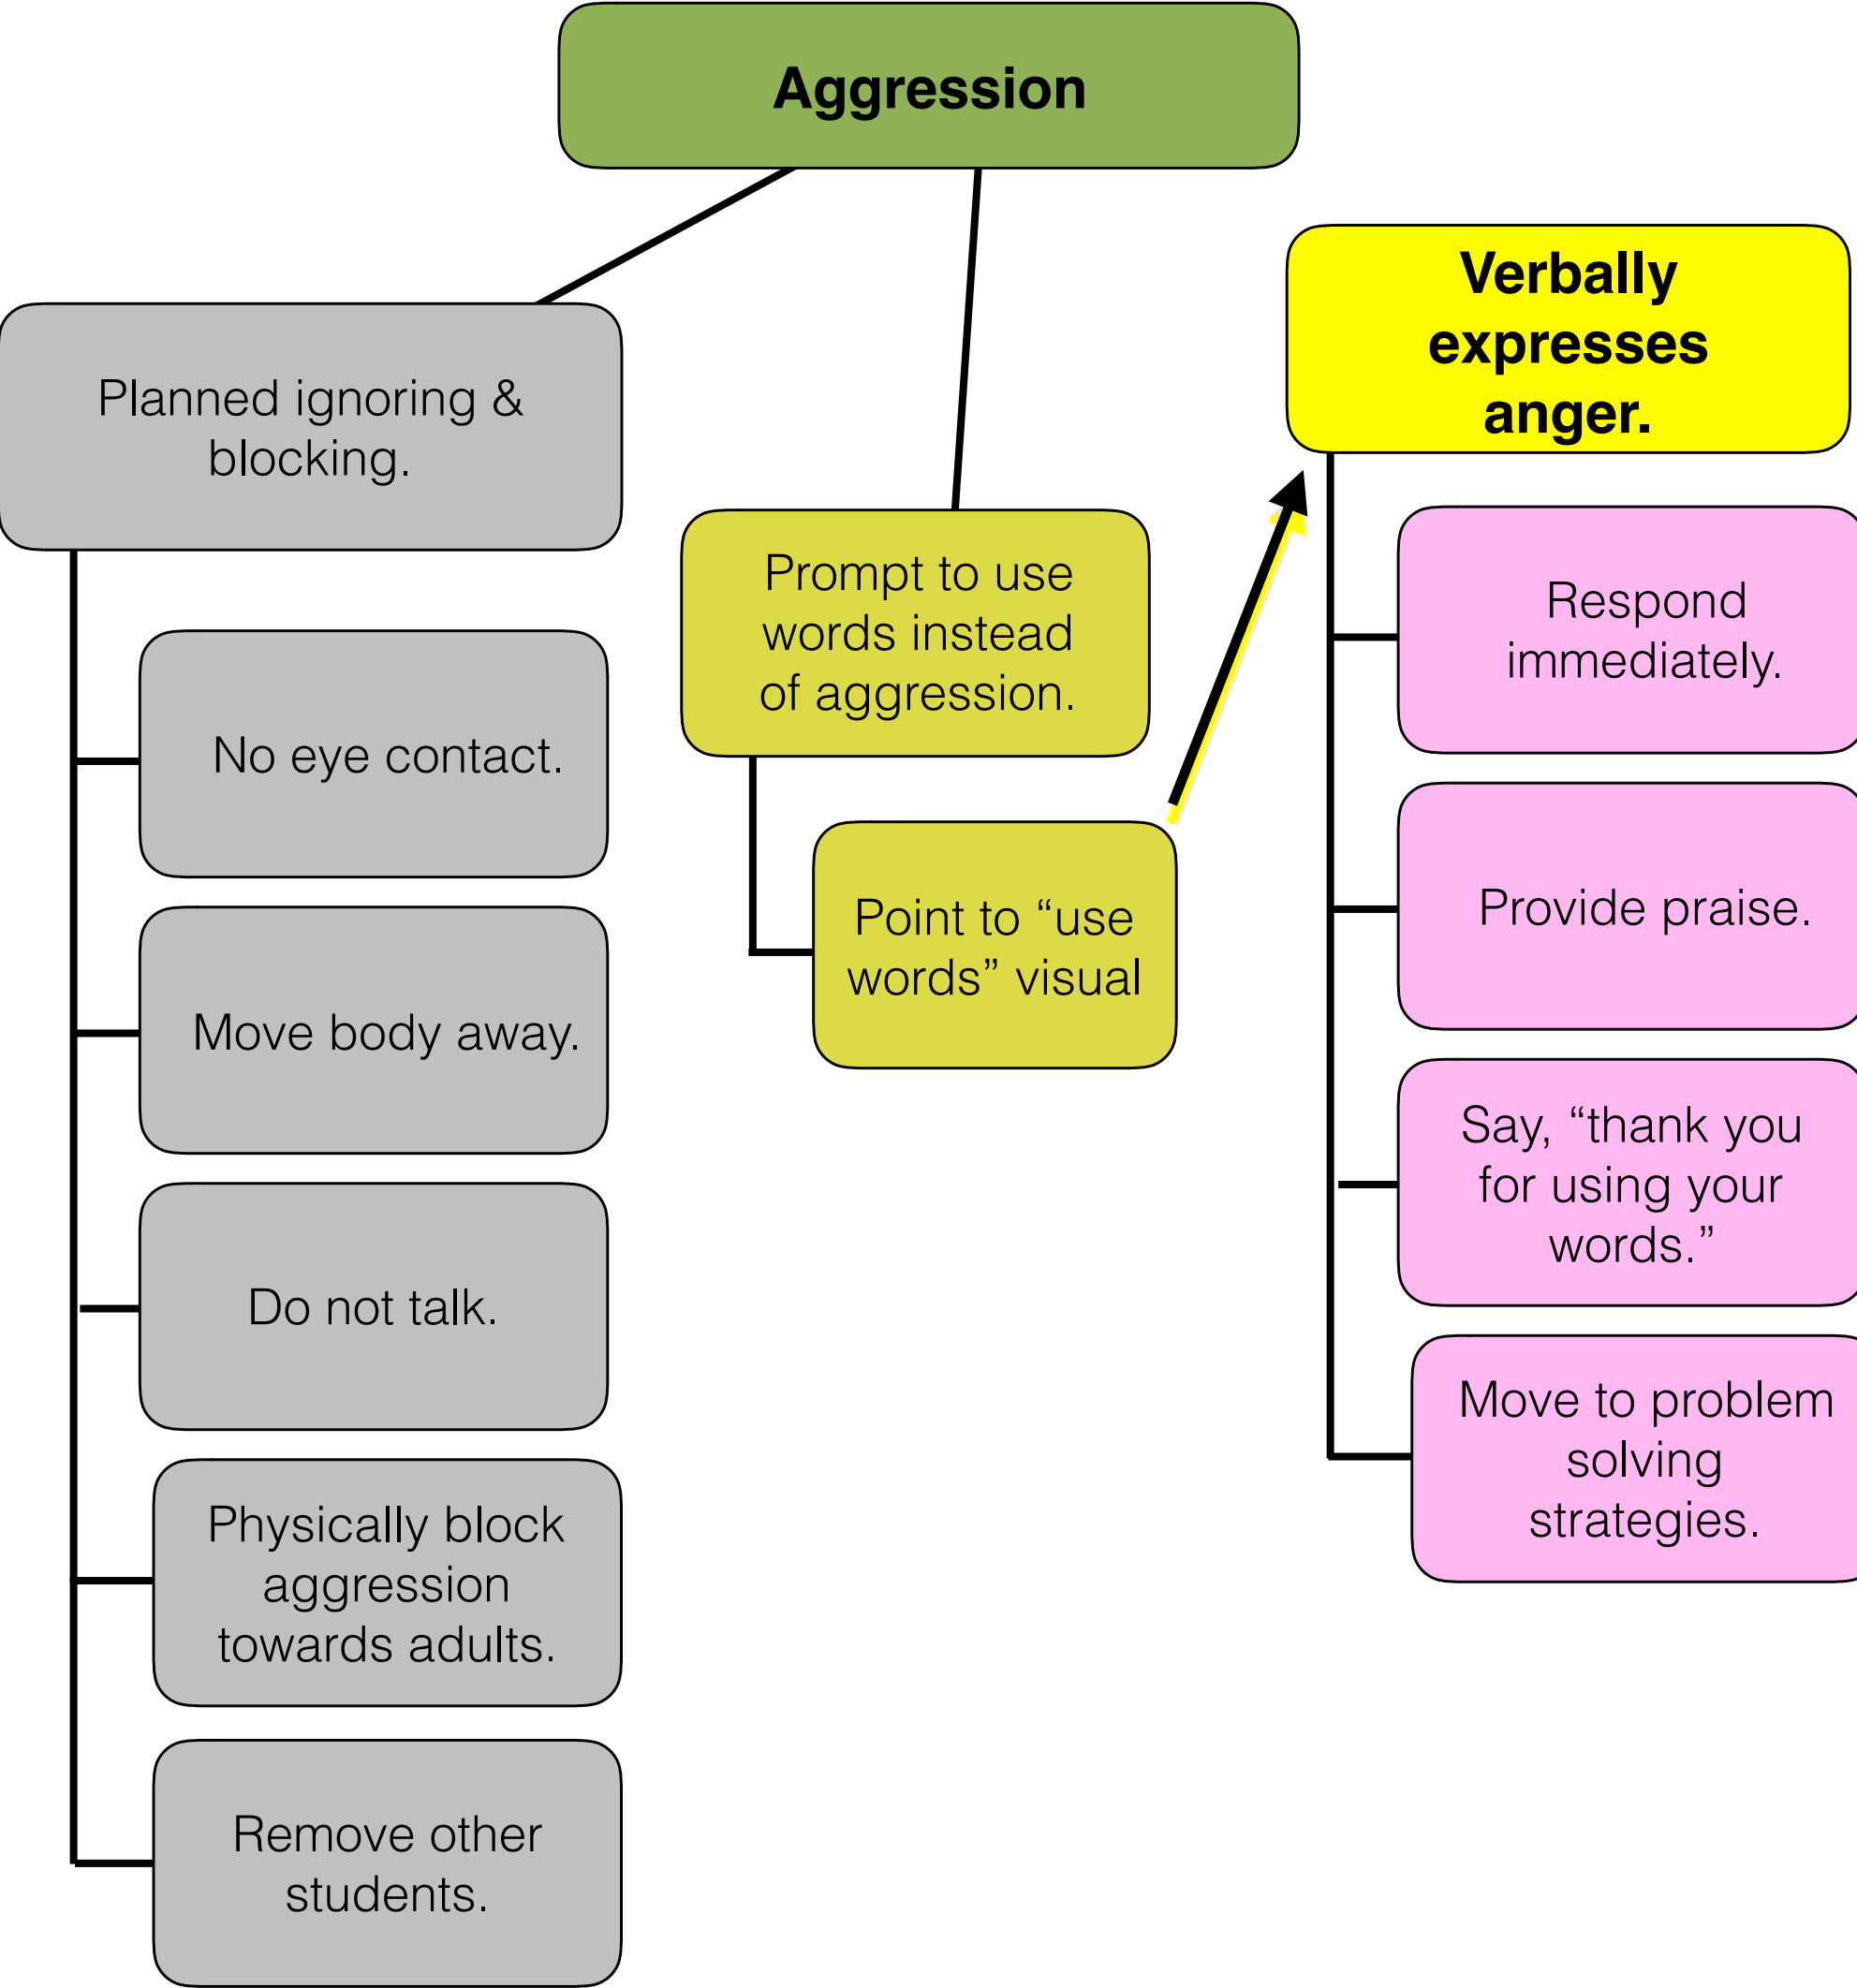 Aggression
Planned ignoring &
blocking.
No eye contact.
Move body away.
Do not talk.
Physically block
aggression
towards adults.
Remove other
students.
Prompt to use
words instead
of aggression.
Point to “use
words” visual
Verbally
expresses
anger.
Respond
immediately.
Provide praise.
Say, “thank you
for using your
words.”
Move to problem
solving
strategies.